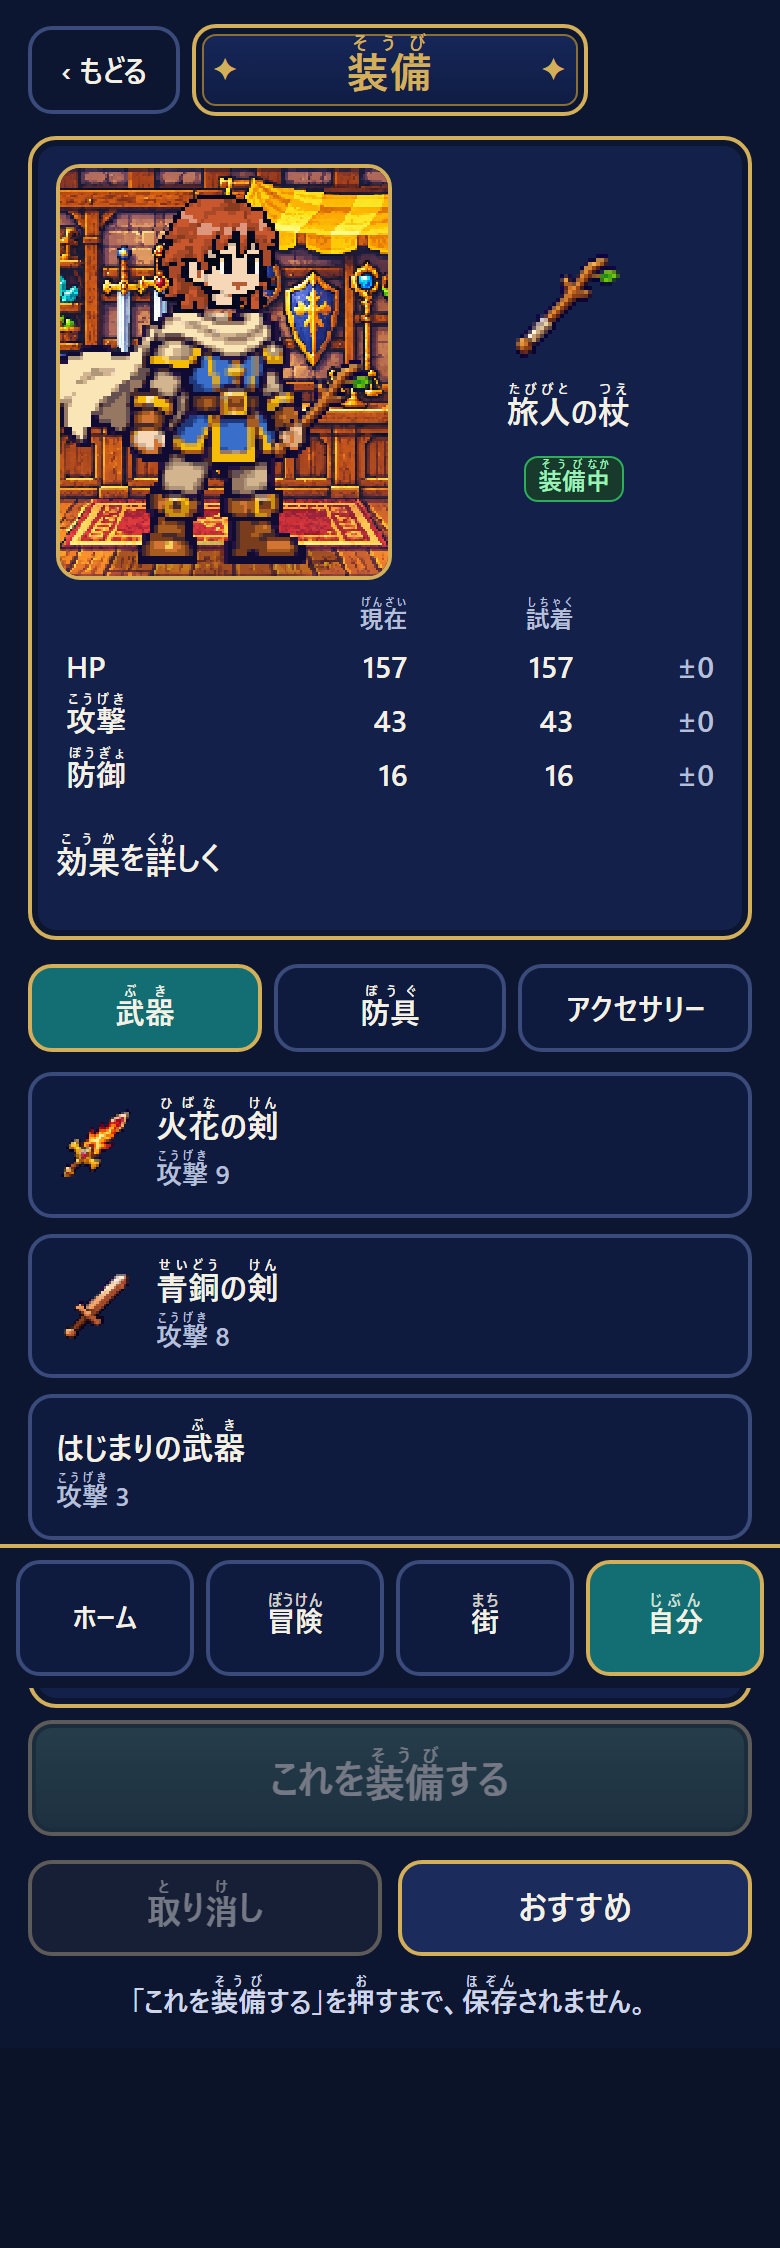 ‹ もどる
そうび
装備
たびびと つえ
旅人の杖
そうびなか
装備中
げんざい しちゃく
現在 試着
HP 157 157 ±0
こうげき
攻撃 43 43 ±0
ぼうぎょ
防御 16 16 ±0
こうか くわ
効果を詳しく
ぶき ぼうぐ
武器 防具 アクセサリー
ひばな けん
火花の剣
こうげき
攻撃 9
せいどう けん
青銅の剣
こうげき
攻撃 8
ぶき
はじまりの武器
こうげき
攻撃 3
ぼうけん まち じぶん
ホーム 冒険 街 自分
そうび
これを装備する
と け
取り消し おすすめ
そうび お ほぞん
「これを装備する」を押すまで、保存されません。